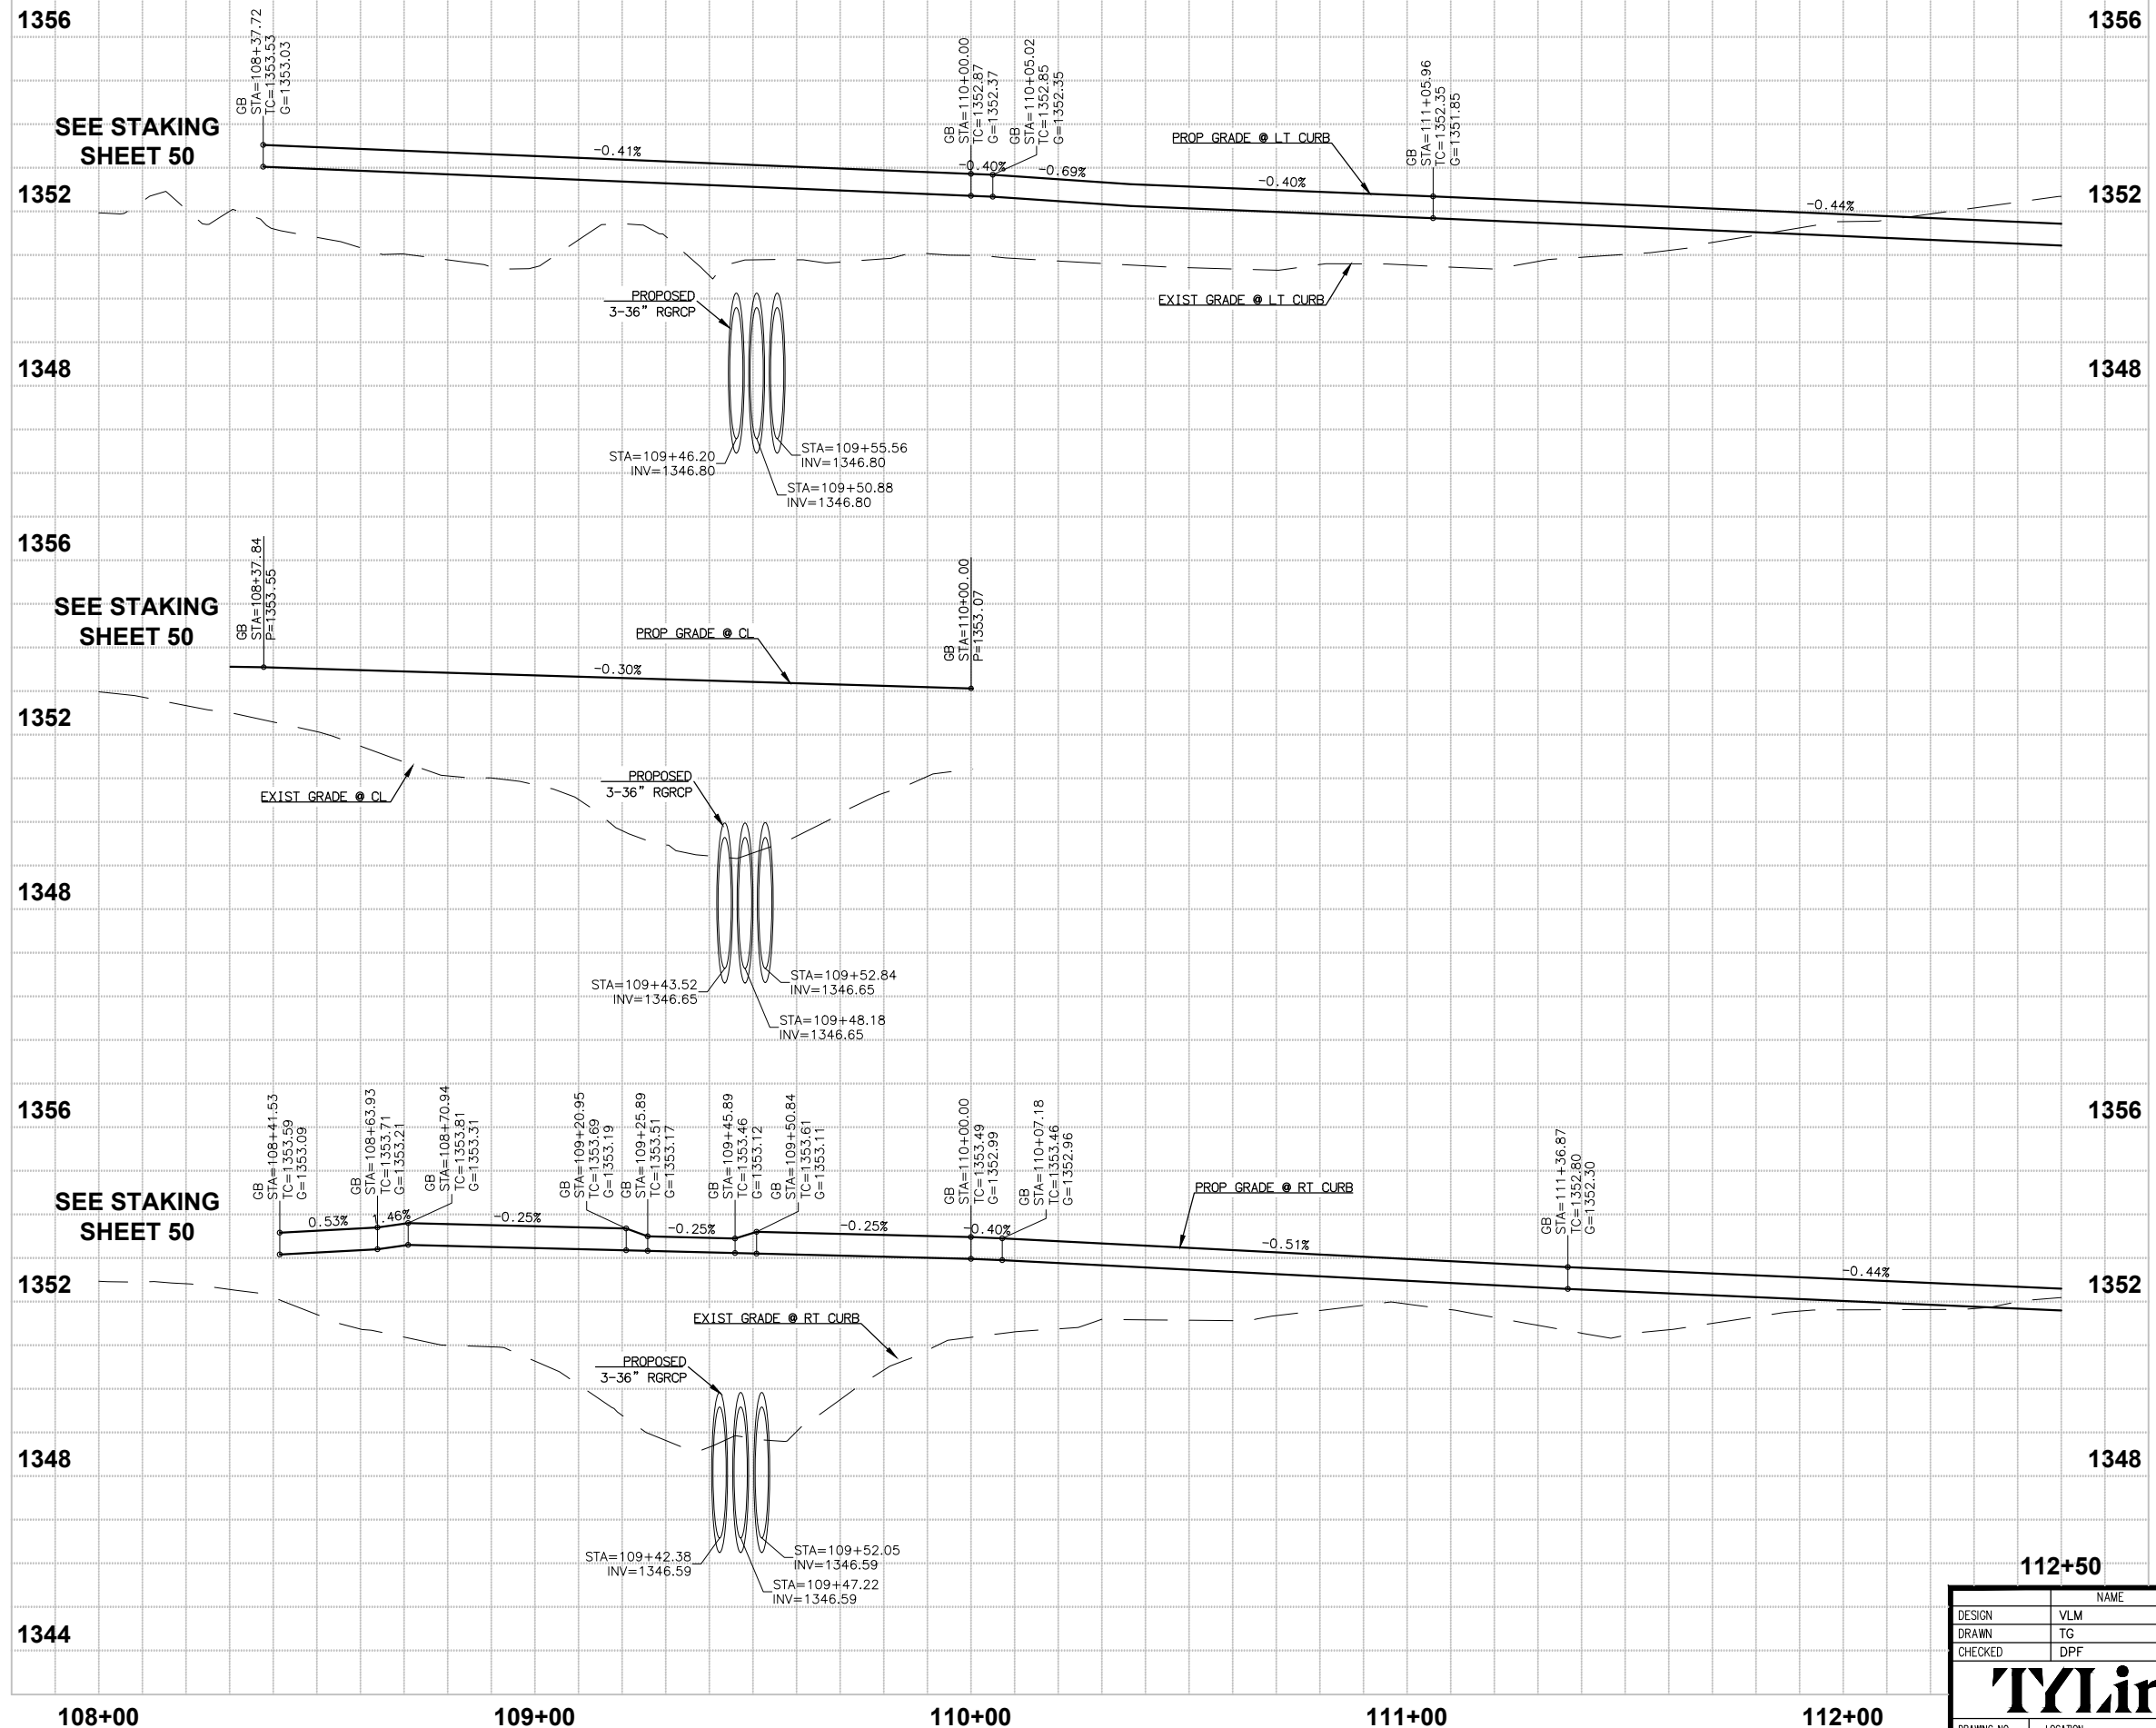 1356
1356
GB
STA=108+37.72
TC=1353.53
G=1353.03
GB
STA=110+00.00
TC=1352.87
G=1352.37
GB
STA=110+05.02
TC=1352.85
G=1352.35
GB
STA=111+05.96
TC=1352.35
G=1351.85
SEE STAKING
SHEET 50
-0.41%
-0.40%
-0.69%
PROP GRADE @ LT CURB
-0.40%
-0.44%
1352
1352
PROPOSED
3-36" RGRCP
EXIST GRADE @ LT CURB
1348
1348
STA=109+46.20
INV=1346.80
STA=109+55.56
INV=1346.80
STA=109+50.88
INV=1346.80
1356
GB
STA=108+37.84
P=1353.55
GB
STA=110+00.00
P=1353.07
SEE STAKING
SHEET 50
PROP GRADE @ CL
-0.30%
1352
EXIST GRADE @ CL
PROPOSED
3-36" RGRCP
1348
STA=109+43.52
INV=1346.65
STA=109+52.84
INV=1346.65
STA=109+48.18
INV=1346.65
1356
1356
GB
STA=108+41.53
TC=1353.59
G=1353.09
GB
STA=108+63.93
TC=1353.71
G=1353.21
GB
STA=108+70.94
TC=1353.81
G=1353.31
GB
STA=109+20.95
TC=1353.69
G=1353.19
GB
STA=109+25.89
TC=1353.51
G=1353.17
GB
STA=109+45.89
TC=1353.46
G=1353.12
GB
STA=109+50.84
TC=1353.61
G=1353.11
GB
STA=110+00.00
TC=1353.49
G=1352.99
GB
STA=110+07.18
TC=1353.46
G=1352.96
GB
STA=111+36.87
TC=1352.80
G=1352.30
SEE STAKING
SHEET 50
0.53%
1.46%
-0.25%
-0.25%
-0.25%
-0.40%
PROP GRADE @ RT CURB
-0.51%
-0.44%
1352
1352
EXIST GRADE @ RT CURB
PROPOSED
3-36" RGRCP
1348
1348
STA=109+42.38
INV=1346.59
STA=109+52.05
INV=1346.59
STA=109+47.22
INV=1346.59
112+50
NAME
DESIGN VLM
DRAWN TG
CHECKED DPF
1344
TYLin
DRAWING NO. LOCATION
108+00
109+00
110+00
111+00
112+00